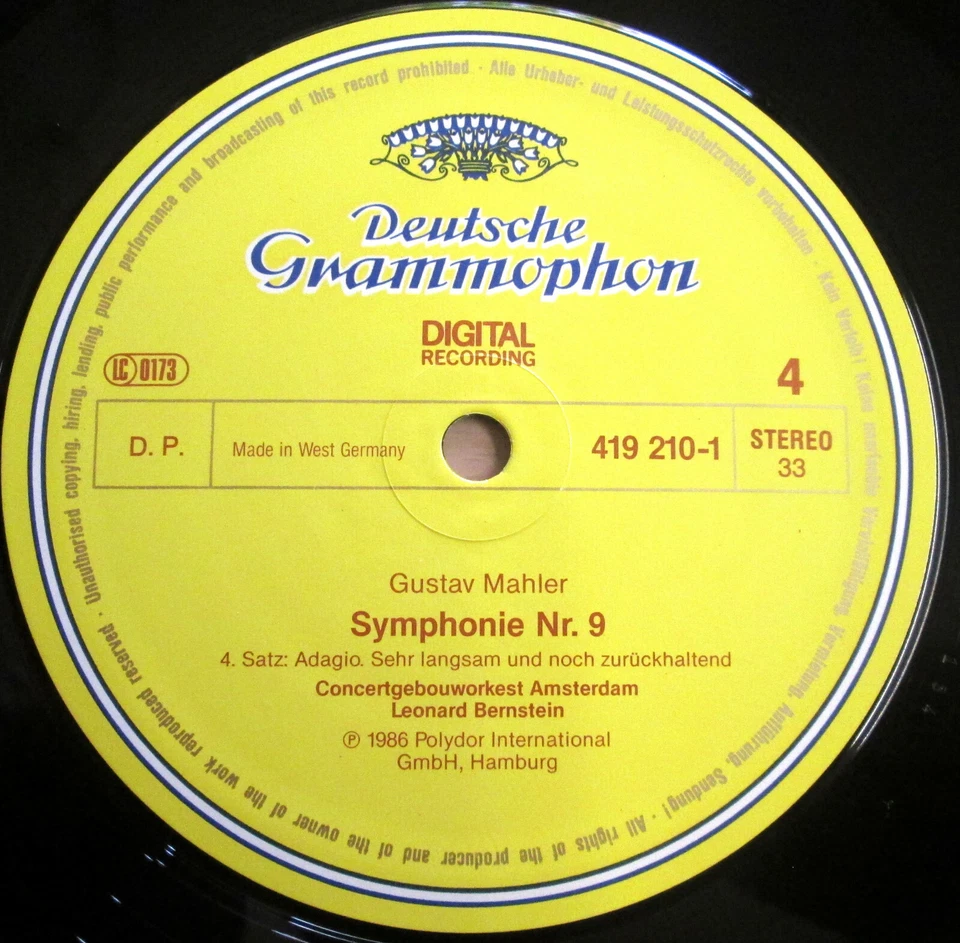 Deutsche
Grammophon
DIGITAL
RECORDING
LC 0173
4
D. P.
Made in West Germany
419 210-1
STEREO
33
Gustav Mahler
Symphonie Nr. 9
4. Satz: Adagio. Sehr langsam und noch zurückhaltend
Concertgebouworkest Amsterdam
Leonard Bernstein
℗ 1986 Polydor International
GmbH, Hamburg
Alle Urheber- und Leistungsschutzrechte vorbehalten · Kein Verleih! Keine Vervielfältigung, Vermietung, Aufführung, Sendung! · All rights of the producer and of the owner of the work reproduced reserved · Unauthorised copying, hiring, lending, public performance and broadcasting of this record prohibited ·